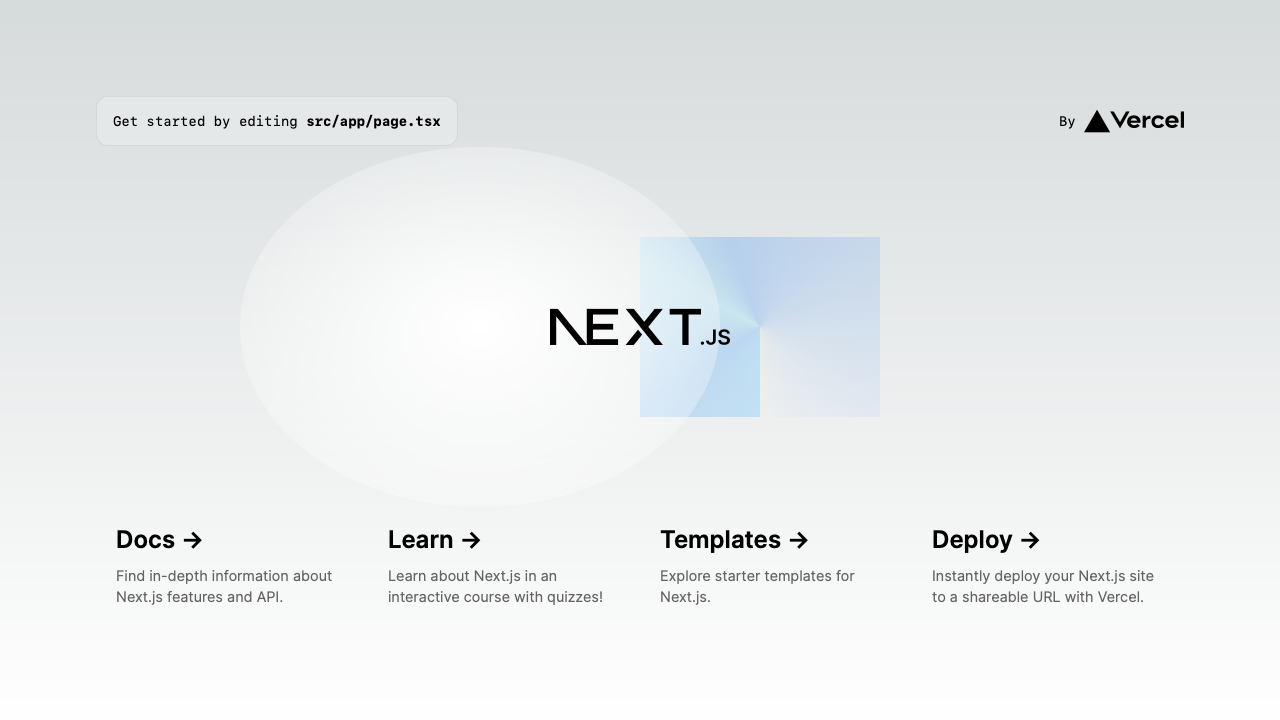 Get started by editing src/app/page.tsx
By Vercel
NEXT.JS
Docs →
Find in-depth information about
Next.js features and API.
Learn →
Learn about Next.js in an
interactive course with quizzes!
Templates →
Explore starter templates for
Next.js.
Deploy →
Instantly deploy your Next.js site
to a shareable URL with Vercel.